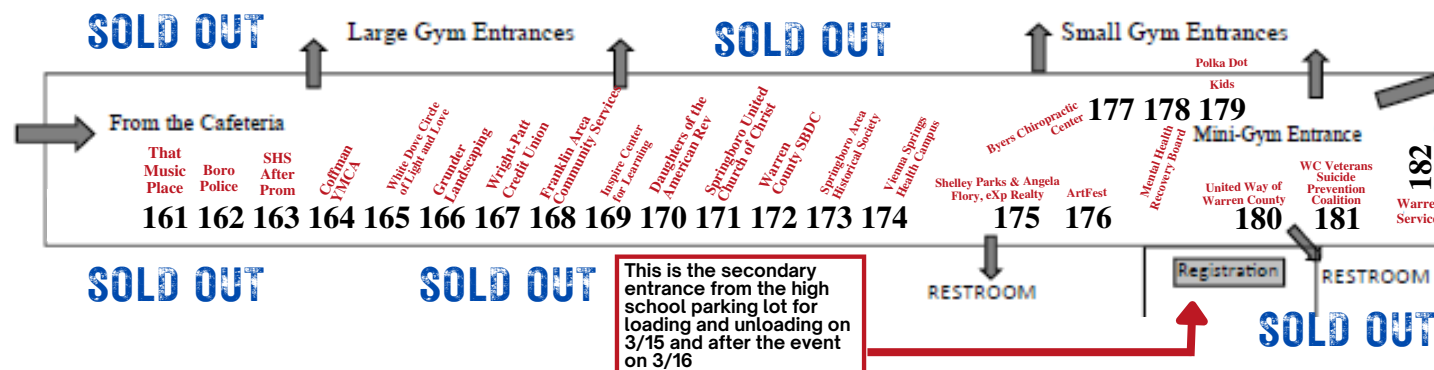 SOLD OUT
Large Gym Entrances
SOLD OUT
Small Gym Entrances
Polka Dot
Kids
177 178 179
Byers Chiropractic
Center
From the Cafeteria
Mini-Gym Entrance
That
Music
Place
161
Boro
Police
162
SHS
After
Prom
163
Coffman
YMCA
164
White Dove Circle
of Light and Love
165
Grunder
Landscaping
166
Wright-Patt
Credit Union
167
Franklin Area
Community Services
168
Inspire Center
for Learning
169
Daughters of the
American Rev
170
Springboro United
Church of Christ
171
Warren
County SBDC
172
Springboro Area
Historical Society
173
Vienna Springs
Health Campus
174
Shelley Parks & Angela
Flory, eXp Realty
175
ArtFest
176
Mental Health
Recovery Board
United Way of
Warren County
180
WC Veterans
Suicide
Prevention
Coalition
181
182
Warre
Service
SOLD OUT
SOLD OUT
This is the secondary
entrance from the high
school parking lot for
loading and unloading on
3/15 and after the event
on 3/16
RESTROOM
Registration
RESTROOM
SOLD OUT